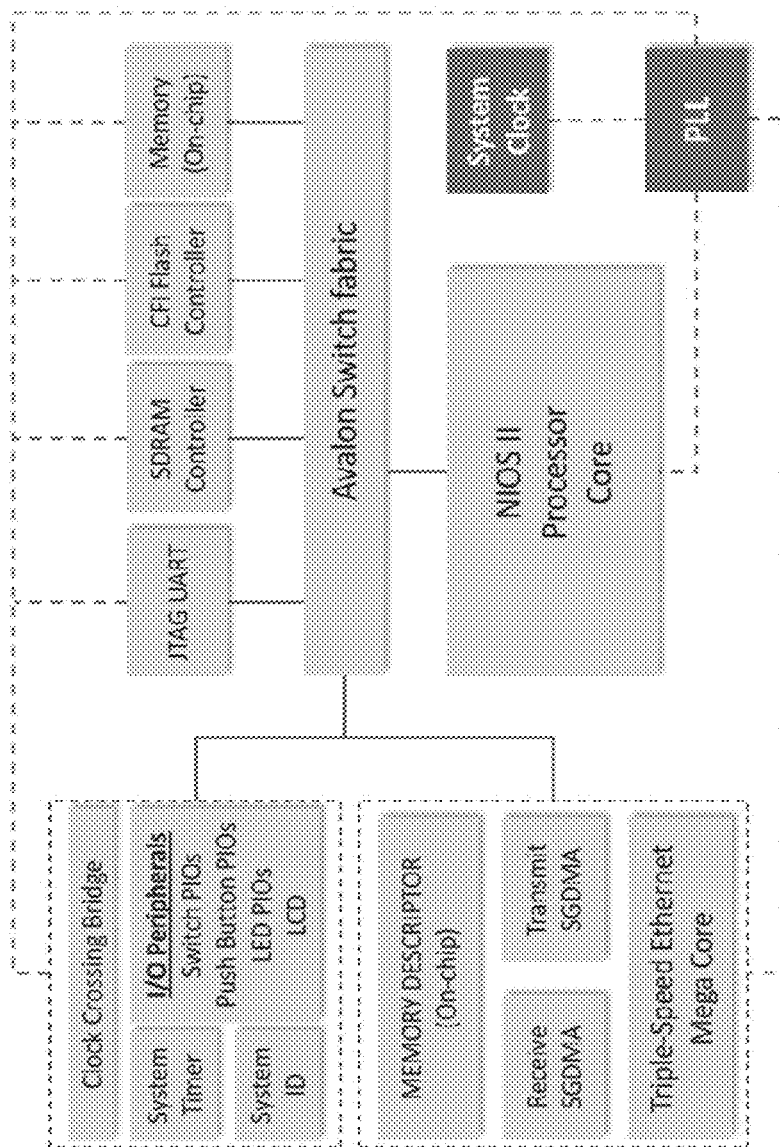 Clock Crossing Bridge
System
Timer
I/O Peripherals
Switch PIOs
Push Button PIOs
LED PIOs
LCD
System
ID
MEMORY DESCRIPTOR
(On-chip)
Receive
SGDMA
Transmit
SGDMA
Triple-Speed Ethernet
Mega Core
JTAG UART
SDRAM
Controller
CFI Flash
Controller
Memory
(On-chip)
Avalon Switch fabric
NIOS II
Processor
Core
System
Clock
PLL